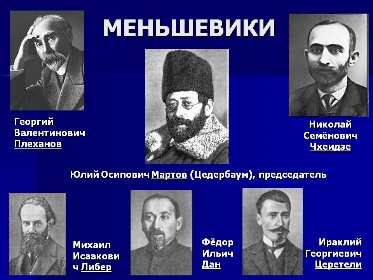 МЕНЬШЕВИКИ
Георгий
Валентинович
Плеханов
Николай
Семёнович
Чхеидзе
Юлий Осипович Мартов (Цедербаум), председатель
Михаил
Исаакови
ч Либер
Фёдор
Ильич
Дан
Ираклий
Георгиевич
Церетели